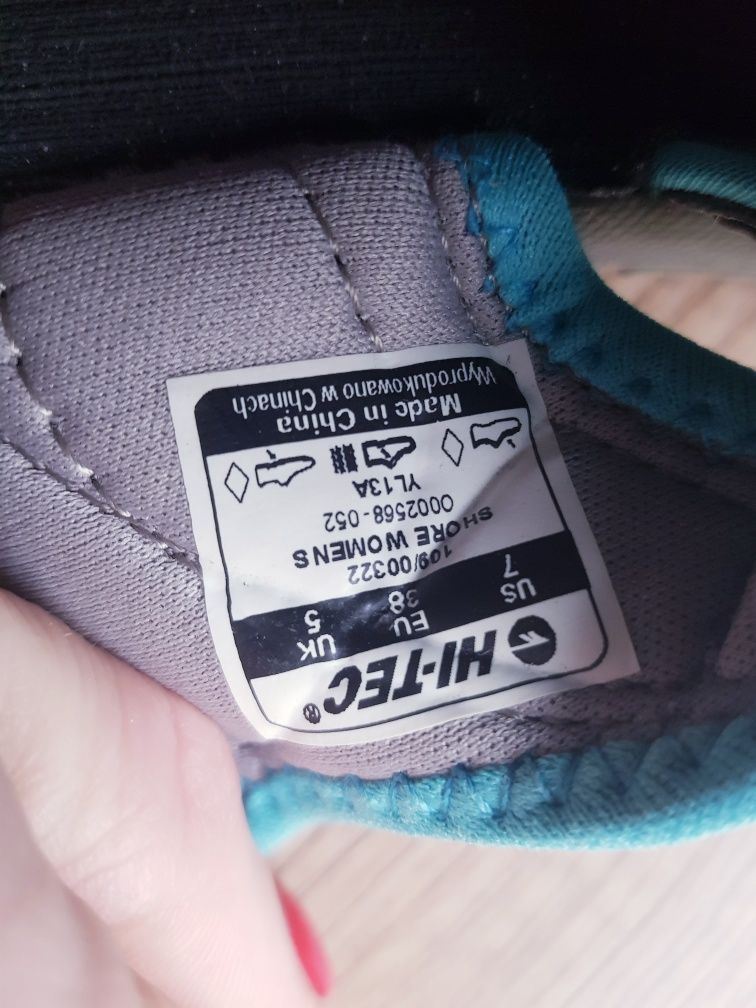 HI-TEC®
US EU UK
7 38 5
109/00322
SHORE WOMENS
0002568-052
YL13A
Made in China
Wyprodukowano w Chinach